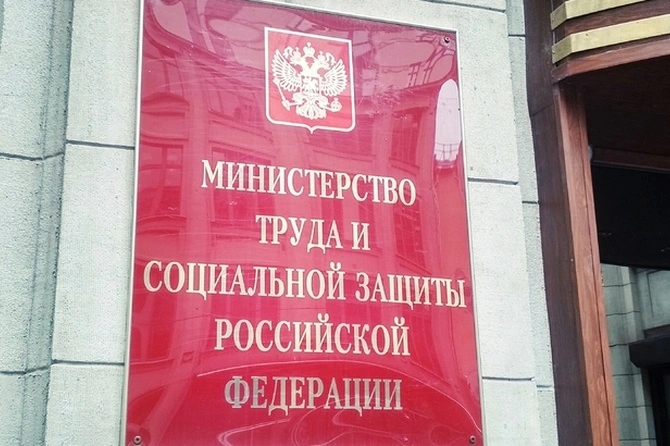 МИНИСТЕРСТВО
ТРУДА И
СОЦИАЛЬНОЙ ЗАЩИТЫ
РОССИЙСКОЙ
ФЕДЕРАЦИИ